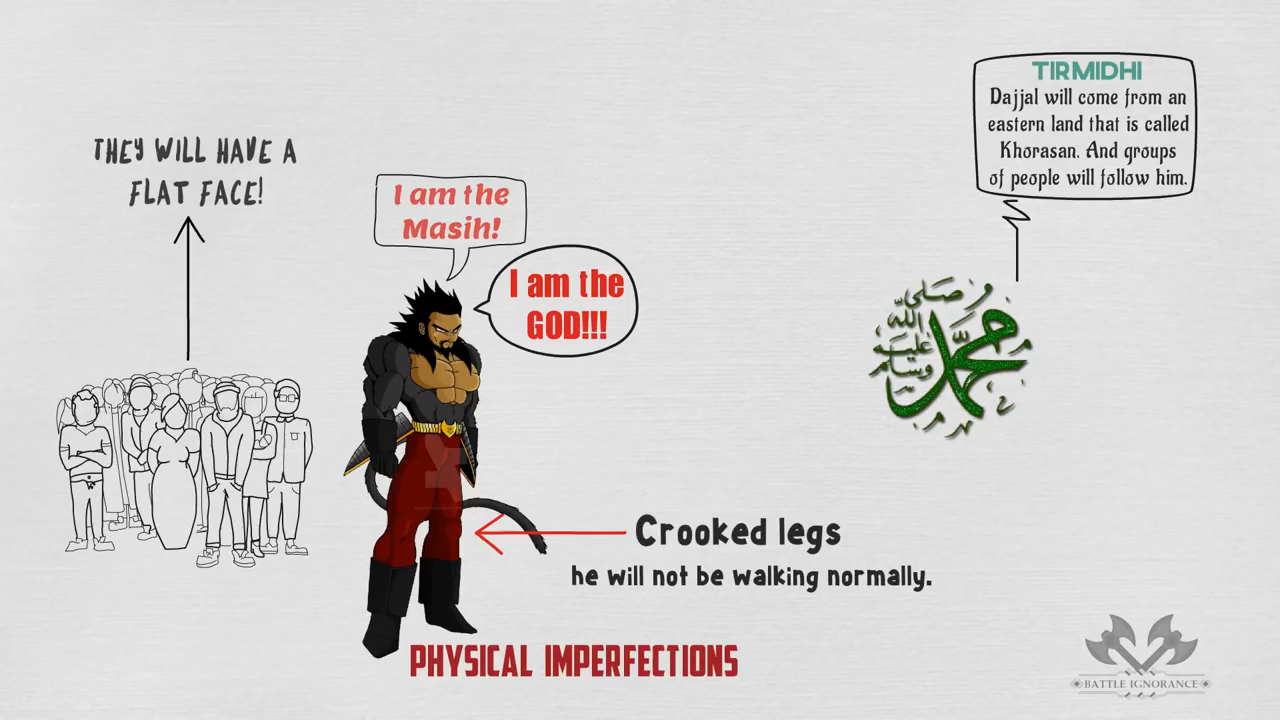 TIRMIDHI
Dajjal will come from an
eastern land that is called
Khorasan. And groups
of people will follow him.
THEY WILL HAVE A
FLAT FACE!
I am the
Masih!
I am the
GOD!!!
محمد
صلى
الله
عليه
وسلم
Crooked legs
he will not be walking normally.
PHYSICAL IMPERFECTIONS
BATTLE IGNORANCE